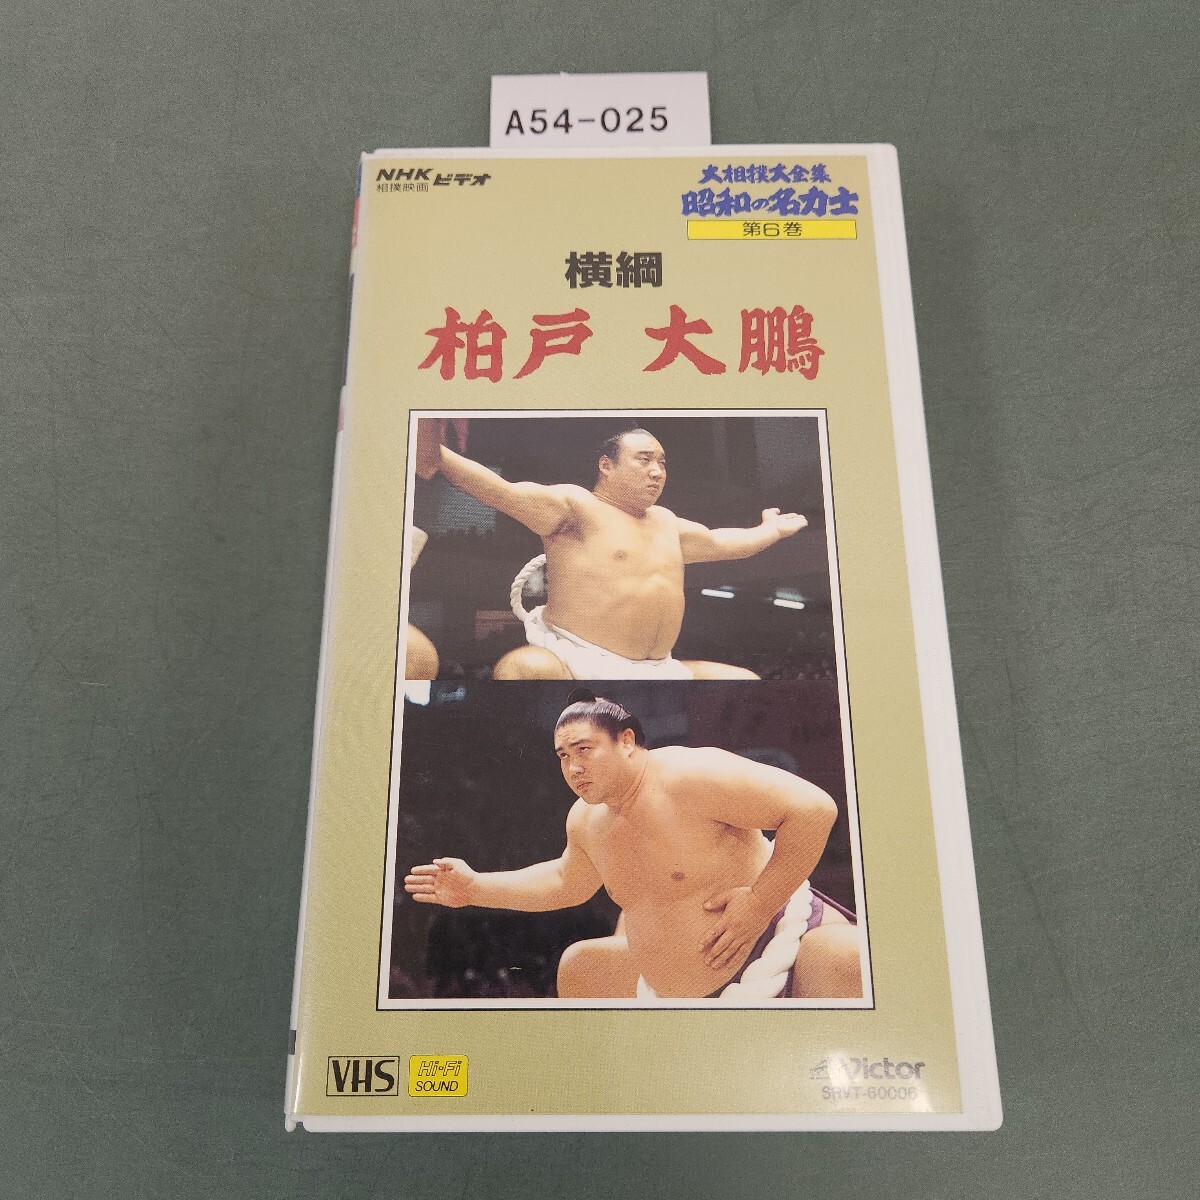 A54-025
NHKビデオ
相撲映画
大相撲大全集
昭和の名力士
第6巻
横綱
柏戸 大鵬
VHS
Hi-Fi
SOUND
Victor
SRVT-60006